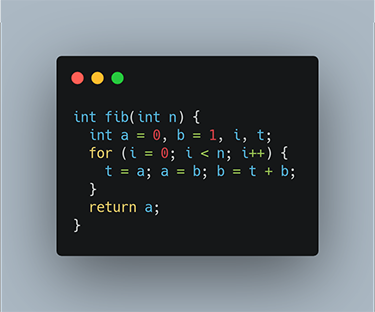 int fib(int n) {
  int a = 0, b = 1, i, t;
  for (i = 0; i < n; i++) {
    t = a; a = b; b = t + b;
  }
  return a;
}